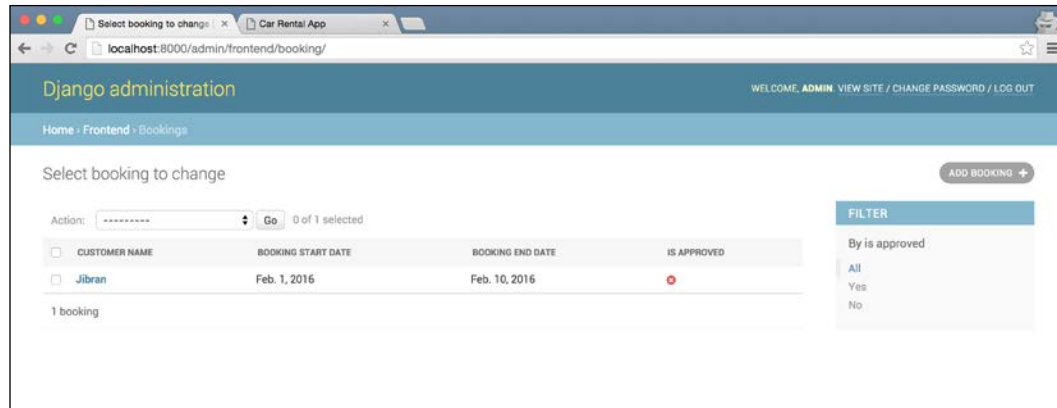 Select booking to change
Car Rental App
localhost:8000/admin/frontend/booking/
Django administration
WELCOME, ADMIN. VIEW SITE / CHANGE PASSWORD / LOG OUT
Home › Frontend › Bookings
Select booking to change
ADD BOOKING +
Action: --------- Go 0 of 1 selected
FILTER
CUSTOMER NAME BOOKING START DATE BOOKING END DATE IS APPROVED
By is approved
Jibran Feb. 1, 2016 Feb. 10, 2016
All
Yes
No
1 booking